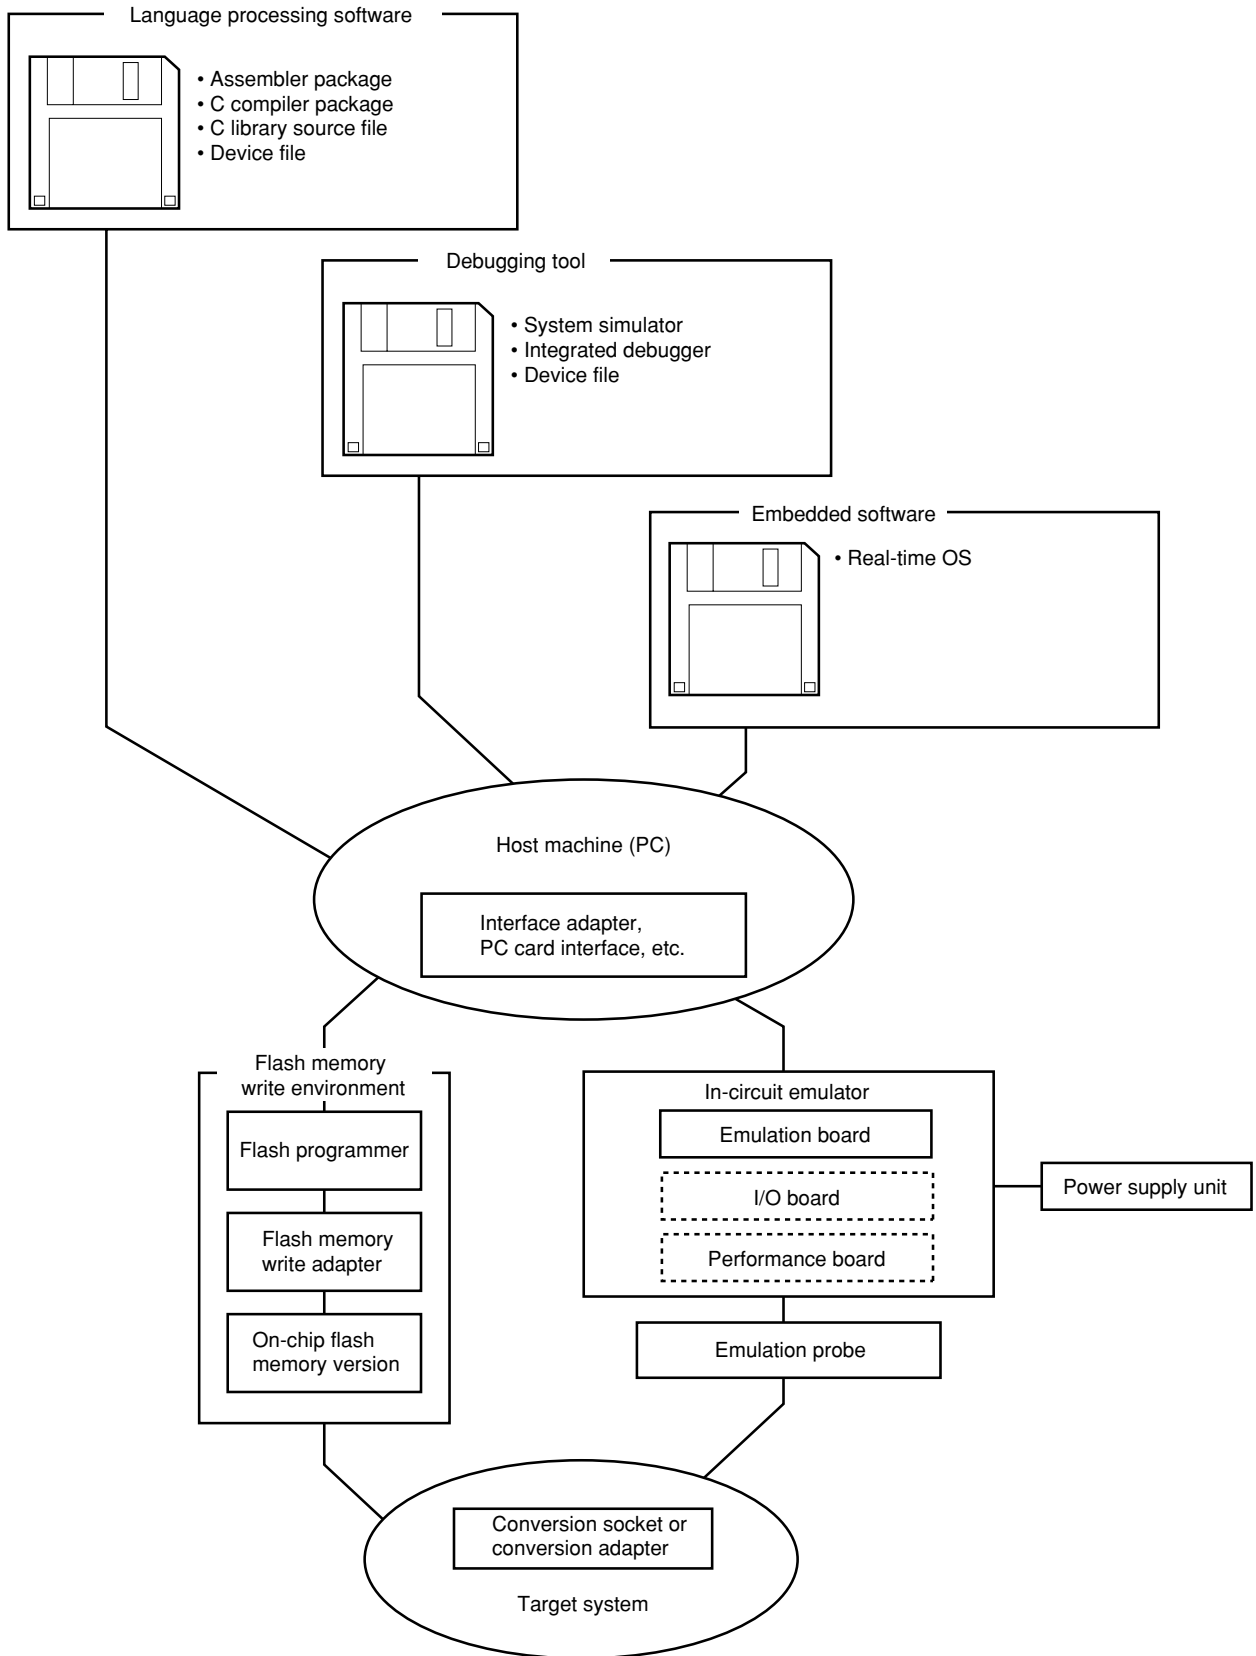 Language processing software
• Assembler package
• C compiler package
• C library source file
• Device file
Debugging tool
• System simulator
• Integrated debugger
• Device file
Embedded software
• Real-time OS
Host machine (PC)
Interface adapter,
PC card interface, etc.
Flash memory
write environment
Flash programmer
Flash memory
write adapter
On-chip flash
memory version
In-circuit emulator
Emulation board
I/O board
Performance board
Power supply unit
Emulation probe
Conversion socket or
conversion adapter
Target system